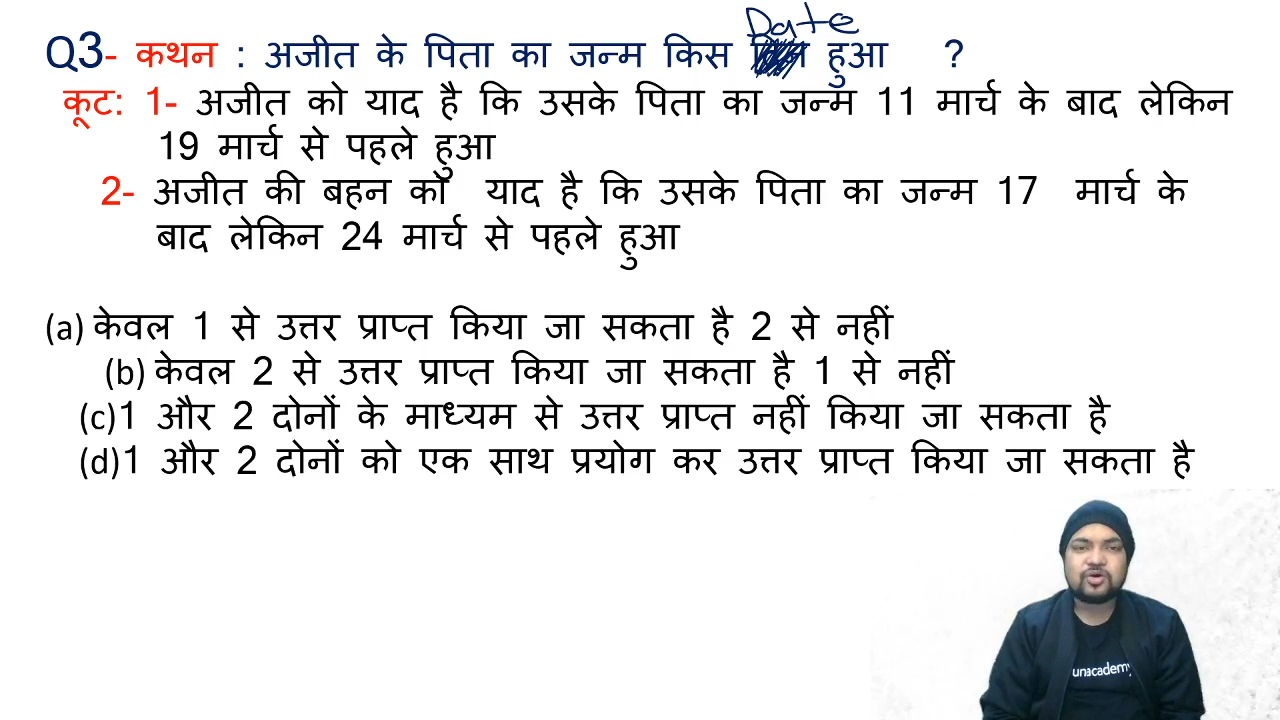 Date
Q3- कथन : अजीत के पिता का जन्म किस हुआ ?
कूट: 1- अजीत को याद है कि उसके पिता का जन्म 11 मार्च के बाद लेकिन
19 मार्च से पहले हुआ
2- अजीत की बहन को याद है कि उसके पिता का जन्म 17 मार्च के
बाद लेकिन 24 मार्च से पहले हुआ
(a) केवल 1 से उत्तर प्राप्त किया जा सकता है 2 से नहीं
(b) केवल 2 से उत्तर प्राप्त किया जा सकता है 1 से नहीं
(c)1 और 2 दोनों के माध्यम से उत्तर प्राप्त नहीं किया जा सकता है
(d)1 और 2 दोनों को एक साथ प्रयोग कर उत्तर प्राप्त किया जा सकता है
unacademy